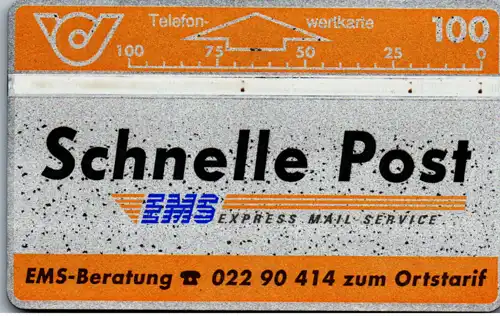 Telefon- wertkarte 100
100 75 50 25 0
Schnelle Post
EMS EXPRESS MAIL SERVICE
EMS-Beratung ☎ 022 90 414 zum Ortstarif